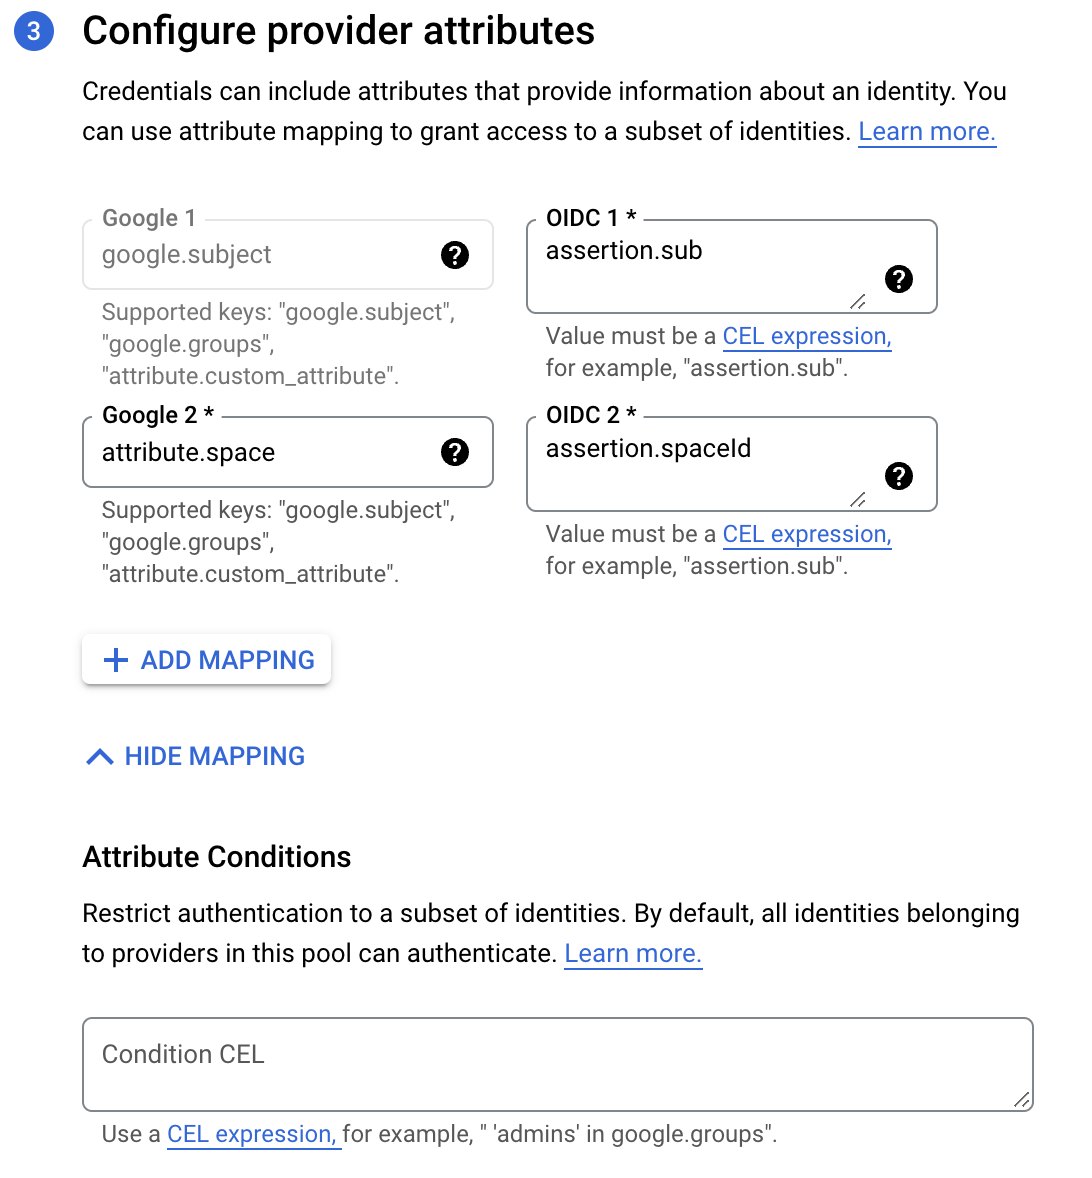 3 Configure provider attributes
Credentials can include attributes that provide information about an identity. You
can use attribute mapping to grant access to a subset of identities. Learn more.
Google 1
google.subject
?
Supported keys: "google.subject",
"google.groups",
"attribute.custom_attribute".
OIDC 1 *
assertion.sub
?
Value must be a CEL expression,
for example, "assertion.sub".
Google 2 *
attribute.space
?
Supported keys: "google.subject",
"google.groups",
"attribute.custom_attribute".
OIDC 2 *
assertion.spaceId
?
Value must be a CEL expression,
for example, "assertion.sub".
ADD MAPPING
HIDE MAPPING
Attribute Conditions
Restrict authentication to a subset of identities. By default, all identities belonging
to providers in this pool can authenticate. Learn more.
Condition CEL
Use a CEL expression, for example, " 'admins' in google.groups".